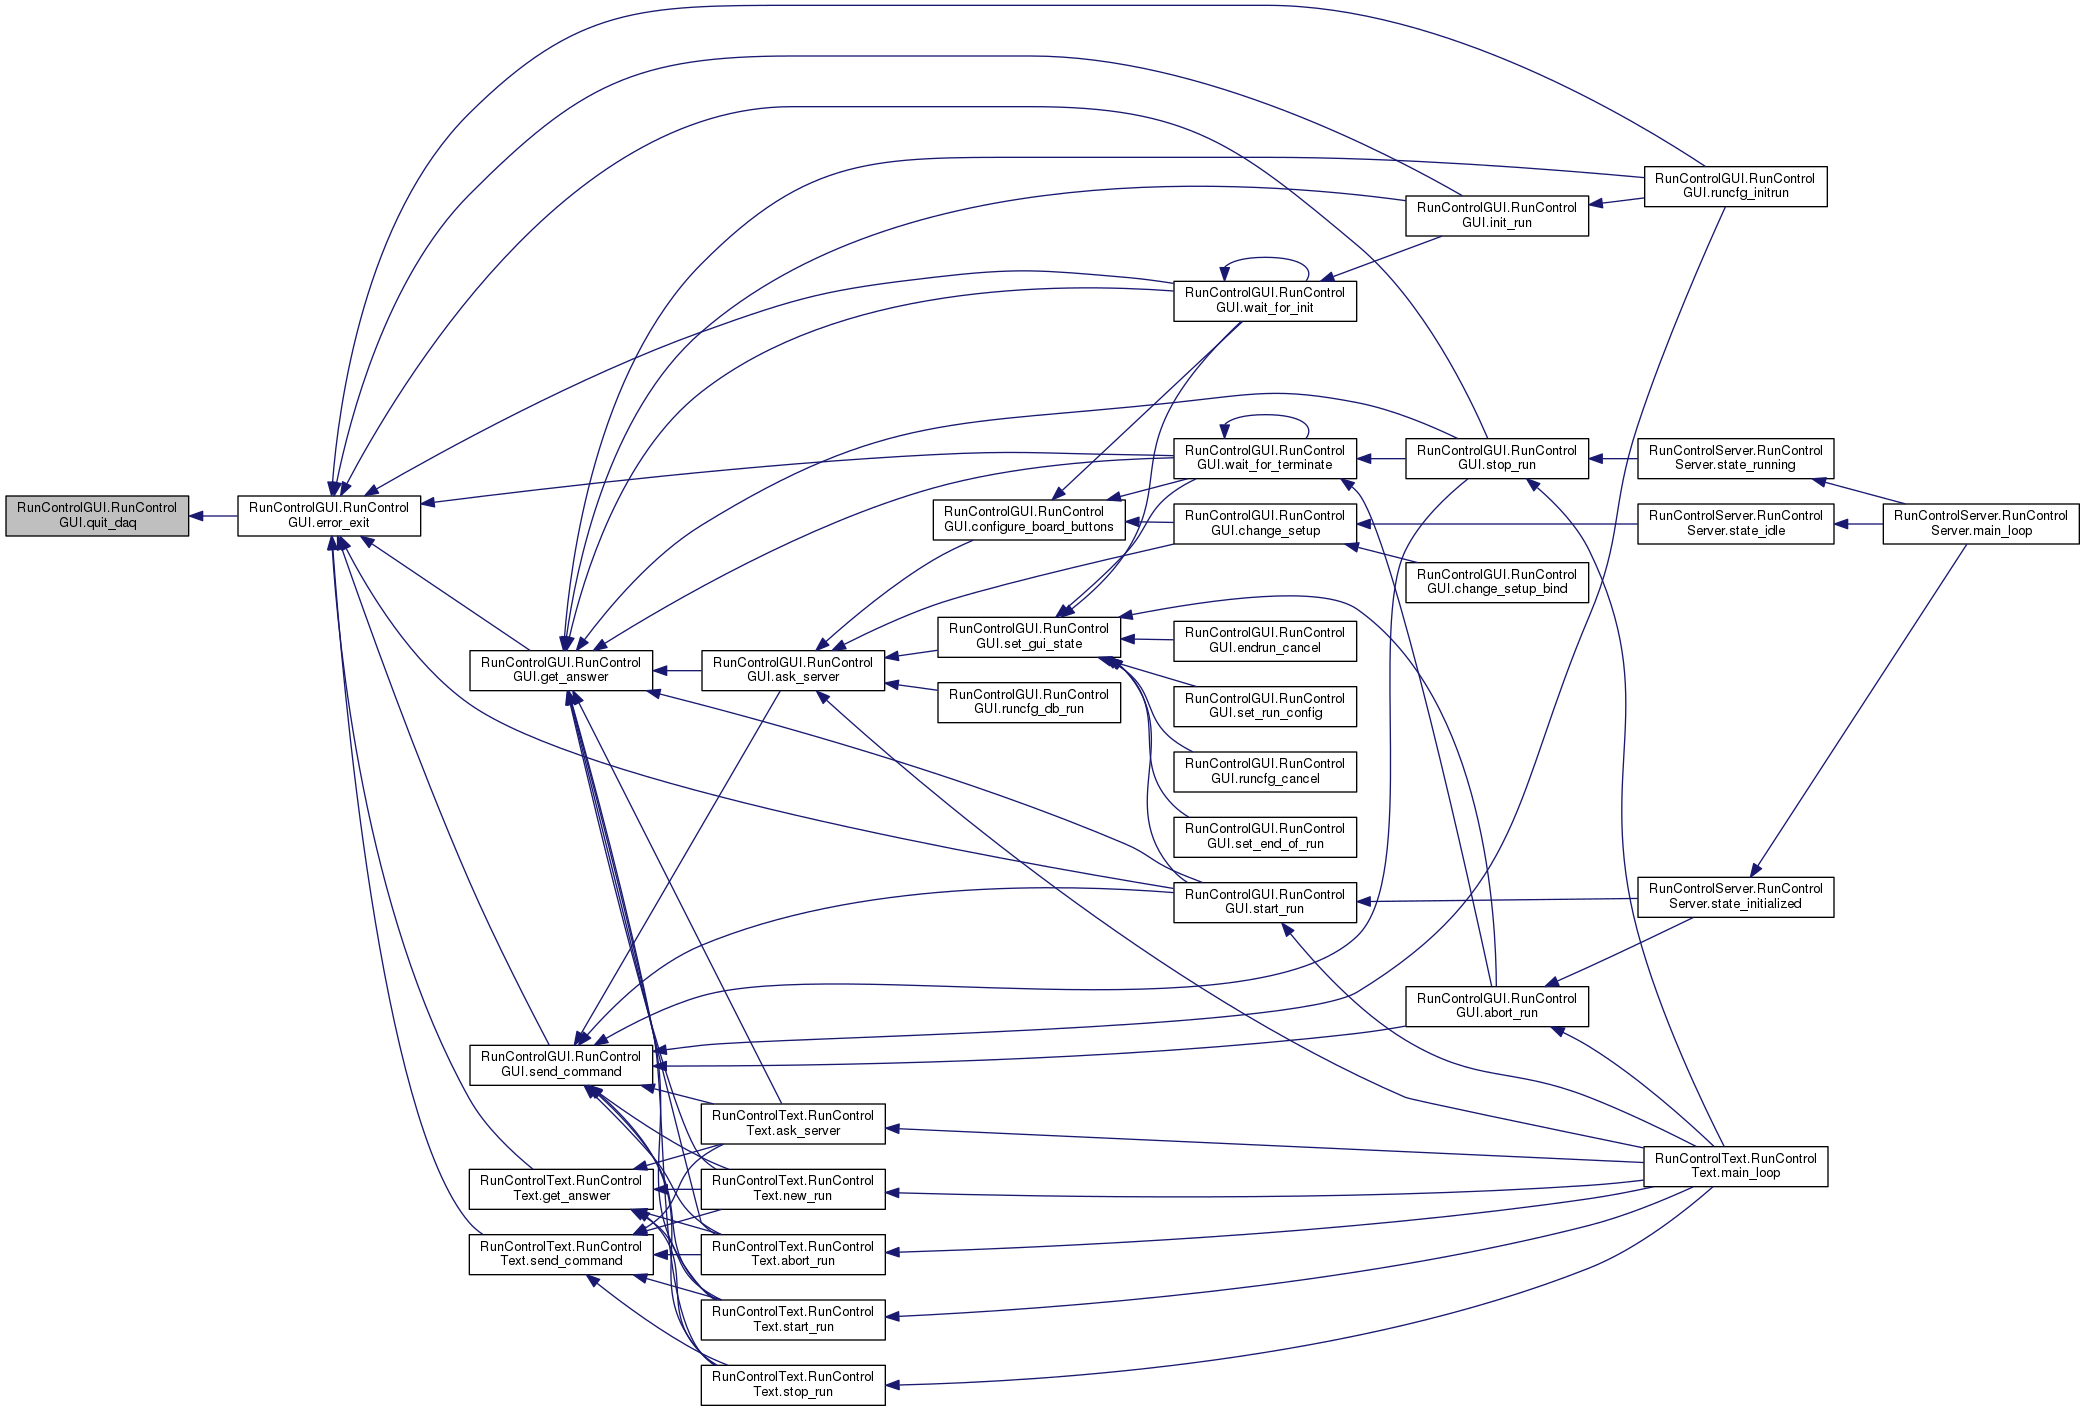 RunControlGUI.RunControl
GUI.quit_daq
RunControlGUI.RunControl
GUI.error_exit
RunControlGUI.RunControl
GUI.get_answer
RunControlGUI.RunControl
GUI.send_command
RunControlText.RunControl
Text.get_answer
RunControlText.RunControl
Text.send_command
RunControlGUI.RunControl
GUI.ask_server
RunControlText.RunControl
Text.ask_server
RunControlText.RunControl
Text.new_run
RunControlText.RunControl
Text.abort_run
RunControlText.RunControl
Text.start_run
RunControlText.RunControl
Text.stop_run
RunControlGUI.RunControl
GUI.configure_board_buttons
RunControlGUI.RunControl
GUI.set_gui_state
RunControlGUI.RunControl
GUI.runcfg_db_run
RunControlGUI.RunControl
GUI.wait_for_init
RunControlGUI.RunControl
GUI.wait_for_terminate
RunControlGUI.RunControl
GUI.change_setup
RunControlGUI.RunControl
GUI.endrun_cancel
RunControlGUI.RunControl
GUI.set_run_config
RunControlGUI.RunControl
GUI.runcfg_cancel
RunControlGUI.RunControl
GUI.set_end_of_run
RunControlGUI.RunControl
GUI.start_run
RunControlGUI.RunControl
GUI.init_run
RunControlGUI.RunControl
GUI.stop_run
RunControlGUI.RunControl
GUI.change_setup_bind
RunControlGUI.RunControl
GUI.abort_run
RunControlGUI.RunControl
GUI.runcfg_initrun
RunControlServer.RunControl
Server.state_running
RunControlServer.RunControl
Server.state_idle
RunControlServer.RunControl
Server.state_initialized
RunControlText.RunControl
Text.main_loop
RunControlServer.RunControl
Server.main_loop